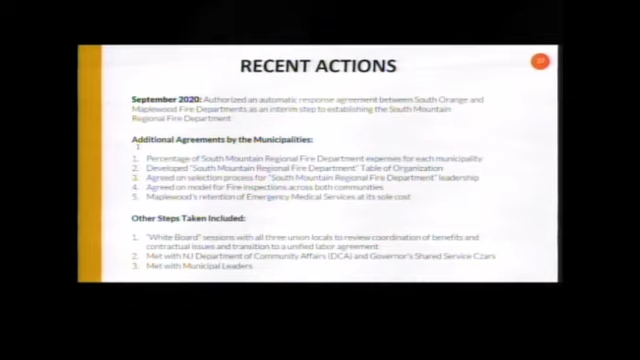 RECENT ACTIONS
September 2020: Authorized an automatic response agreement between South Orange and
Maplewood Fire Departments as an interim step to establishing the South Mountain
Regional Fire Department
Additional Agreements by the Municipalities:
1. Percentage of South Mountain Regional Fire Department expenses for each municipality
2. Developed "South Mountain Regional Fire Department" Table of Organization
3. Agreed on selection process for "South Mountain Regional Fire Department" leadership
4. Agreed on model for Fire inspections across both communities
5. Maplewood's retention of Emergency Medical Services at its sole cost
Other Steps Taken Included:
1. "White Board" sessions with all three union locals to review coordination of benefits and
contractual issues and transition to a unified labor agreement
2. Met with NJ Department of Community Affairs (DCA) and Governor's Shared Service Czars
3. Met with Municipal Leaders